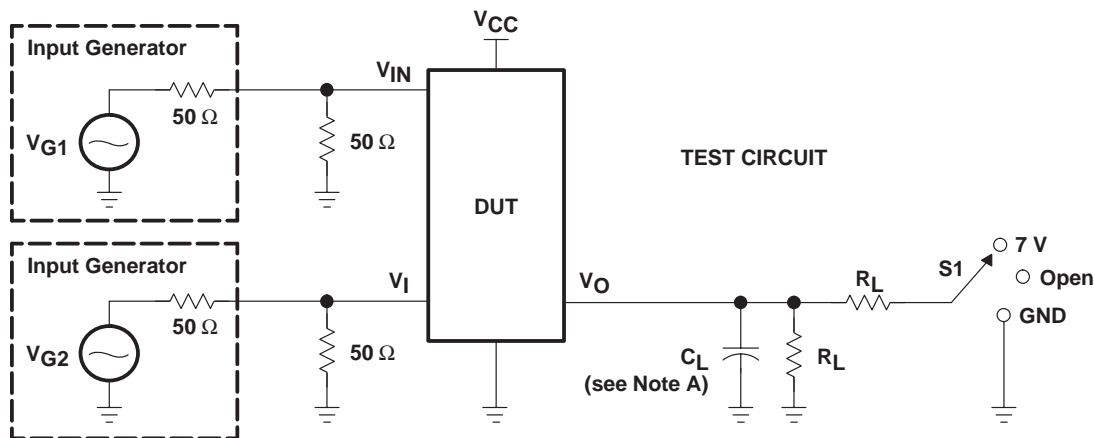 VCC
Input Generator
VIN
50 Ω
VG1
50 Ω
TEST CIRCUIT
DUT
Input Generator
VI
50 Ω
VG2
50 Ω
VO
RL
S1
7 V
Open
GND
CL
(see Note A)
RL